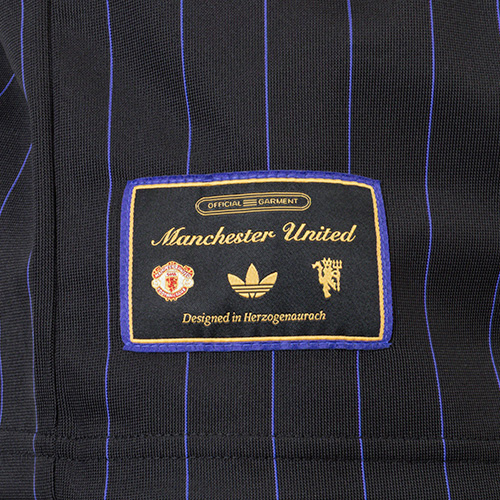 OFFICIAL GARMENT
Manchester United
Designed in Herzogenaurach